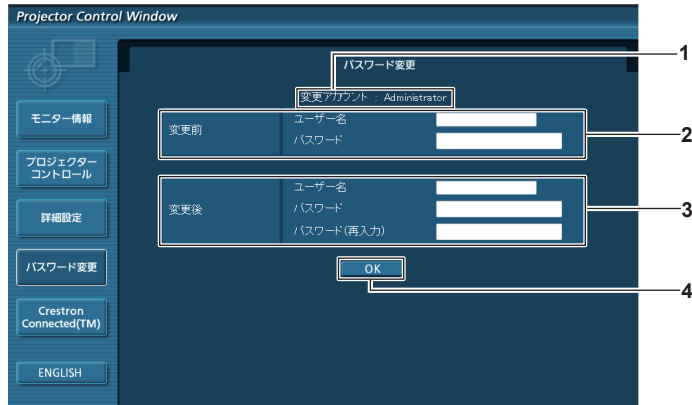 Projector Control Window
パスワード変更
1
変更アカウント : Administrator
モニター情報
変更前
ユーザー名
パスワード
2
プロジェクター
コントロール
変更後
ユーザー名
パスワード
パスワード(再入力)
3
詳細設定
パスワード変更
OK
4
Crestron
Connected(TM)
ENGLISH